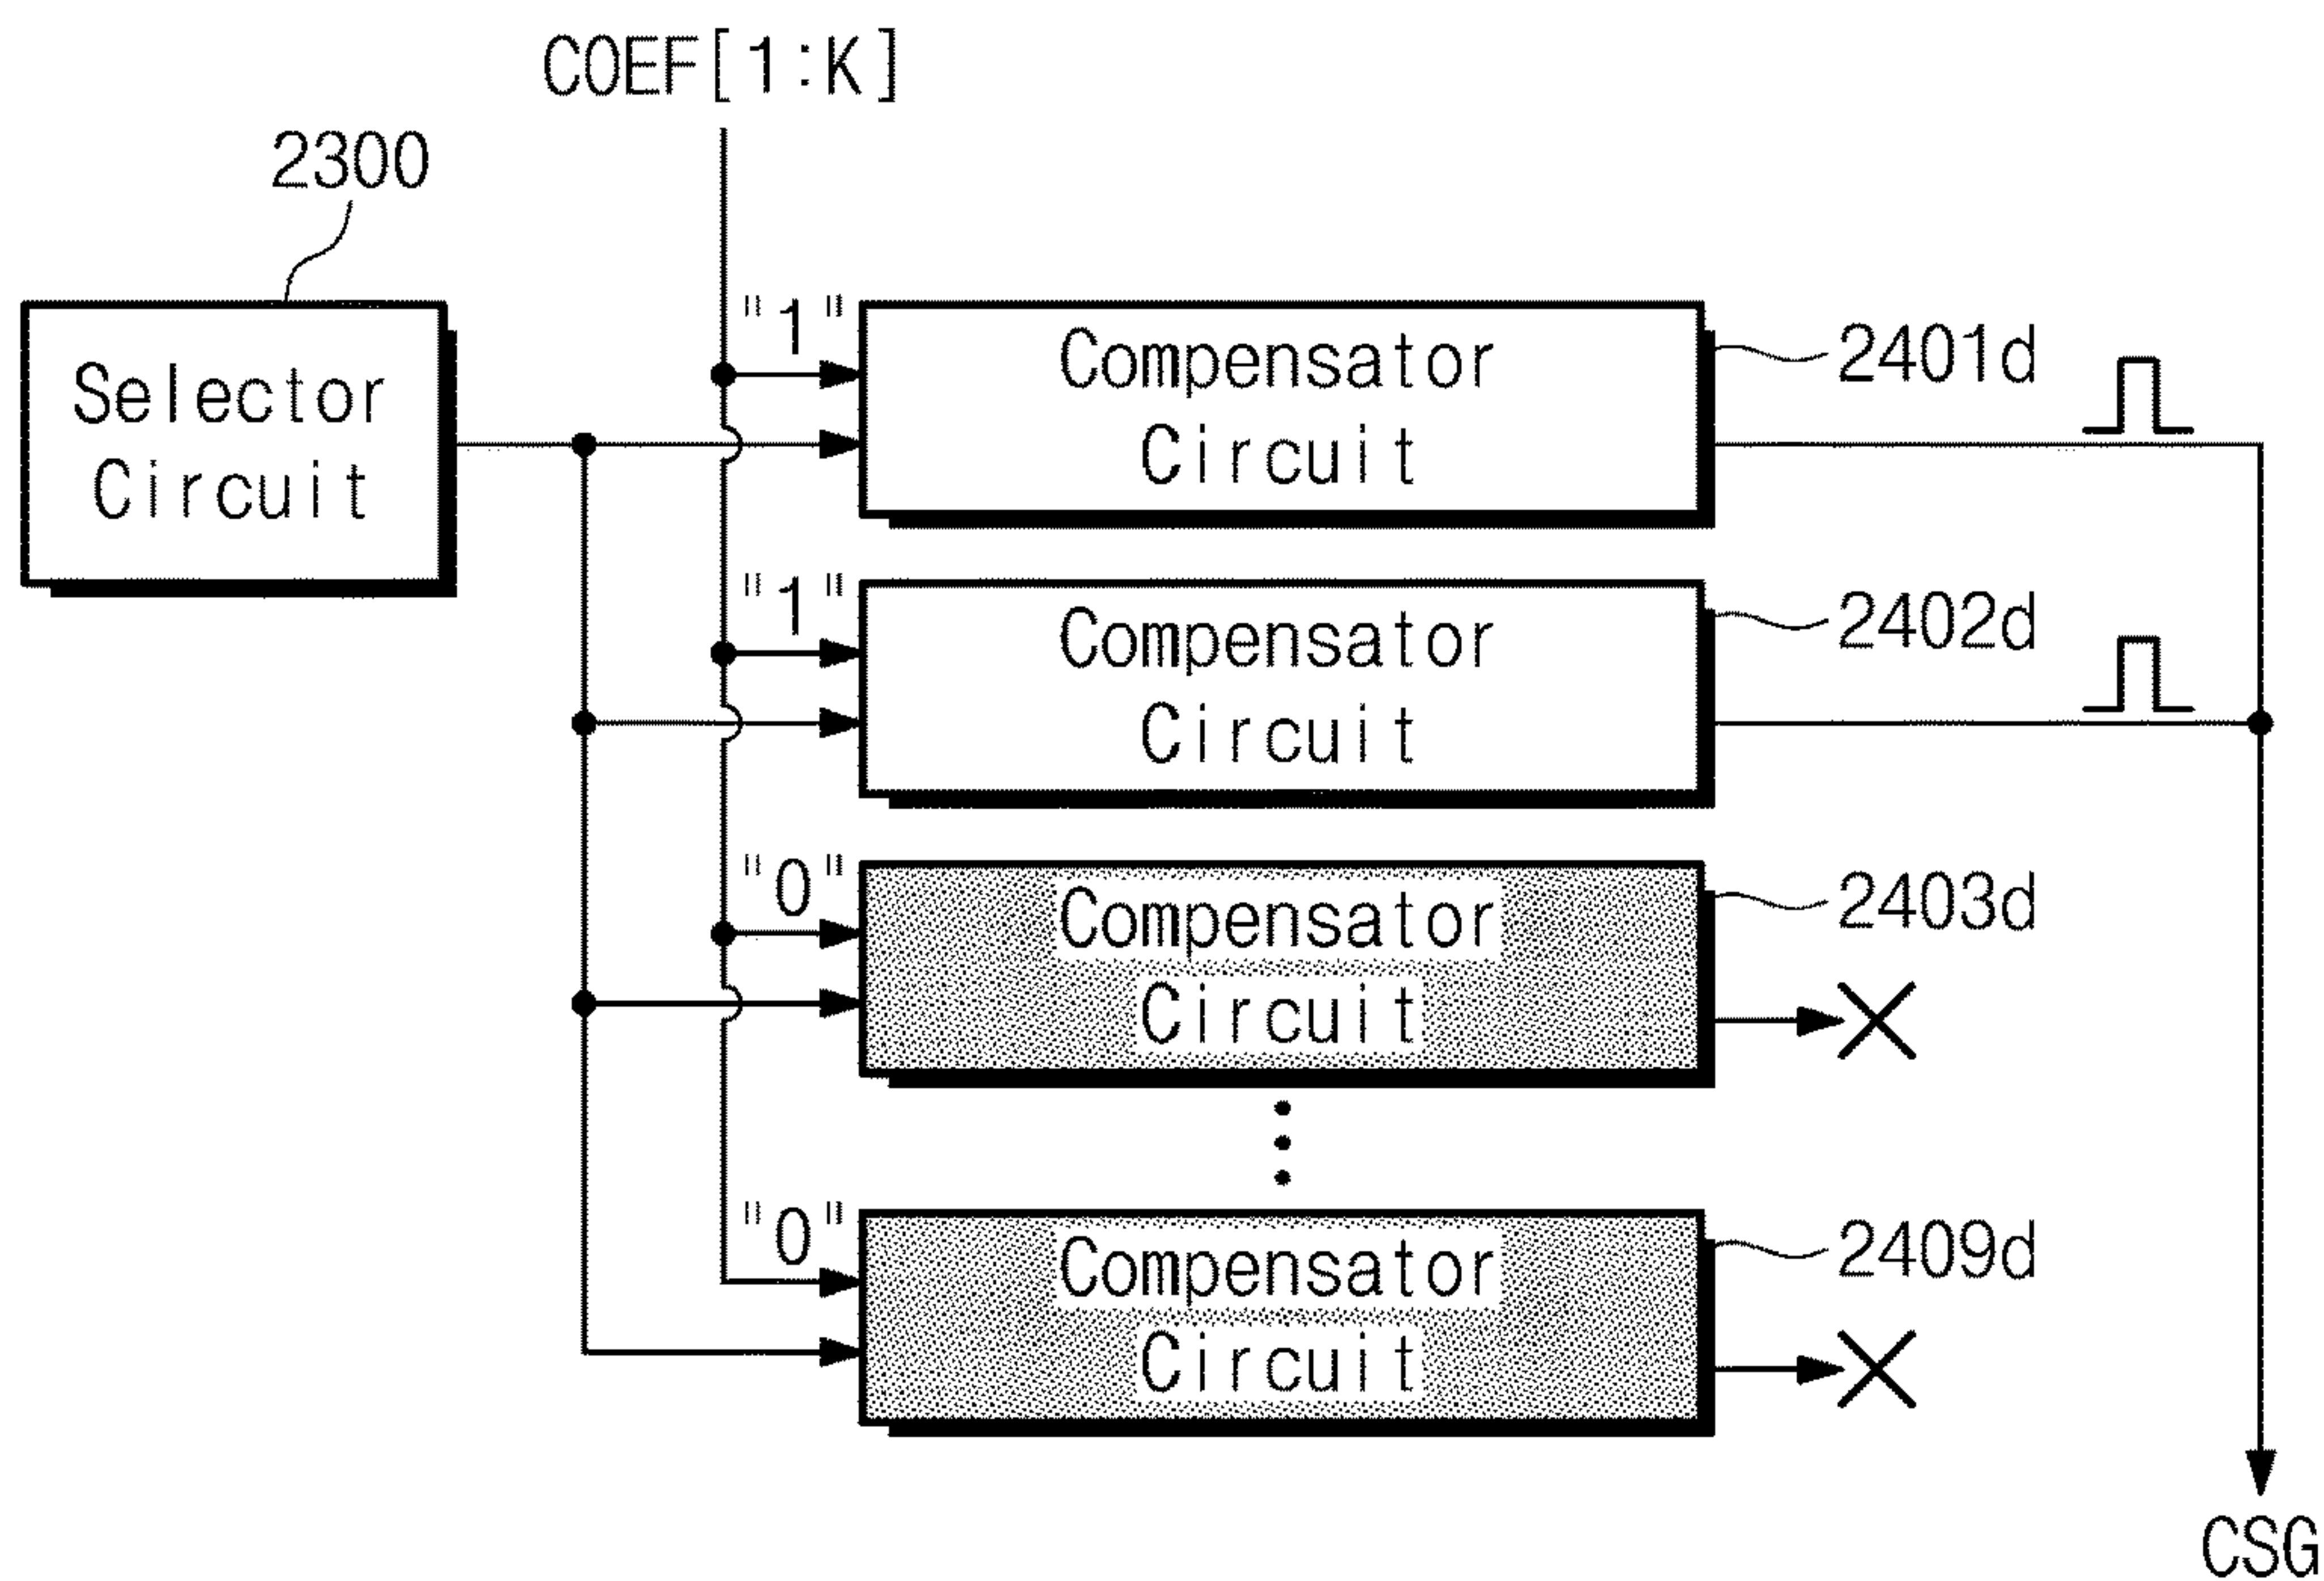 COEF[1:K]
2300
Selector
Circuit
"1"
Compensator
Circuit
2401d
"1"
Compensator
Circuit
2402d
"0"
Compensator
Circuit
2403d
"0"
Compensator
Circuit
2409d
CSG